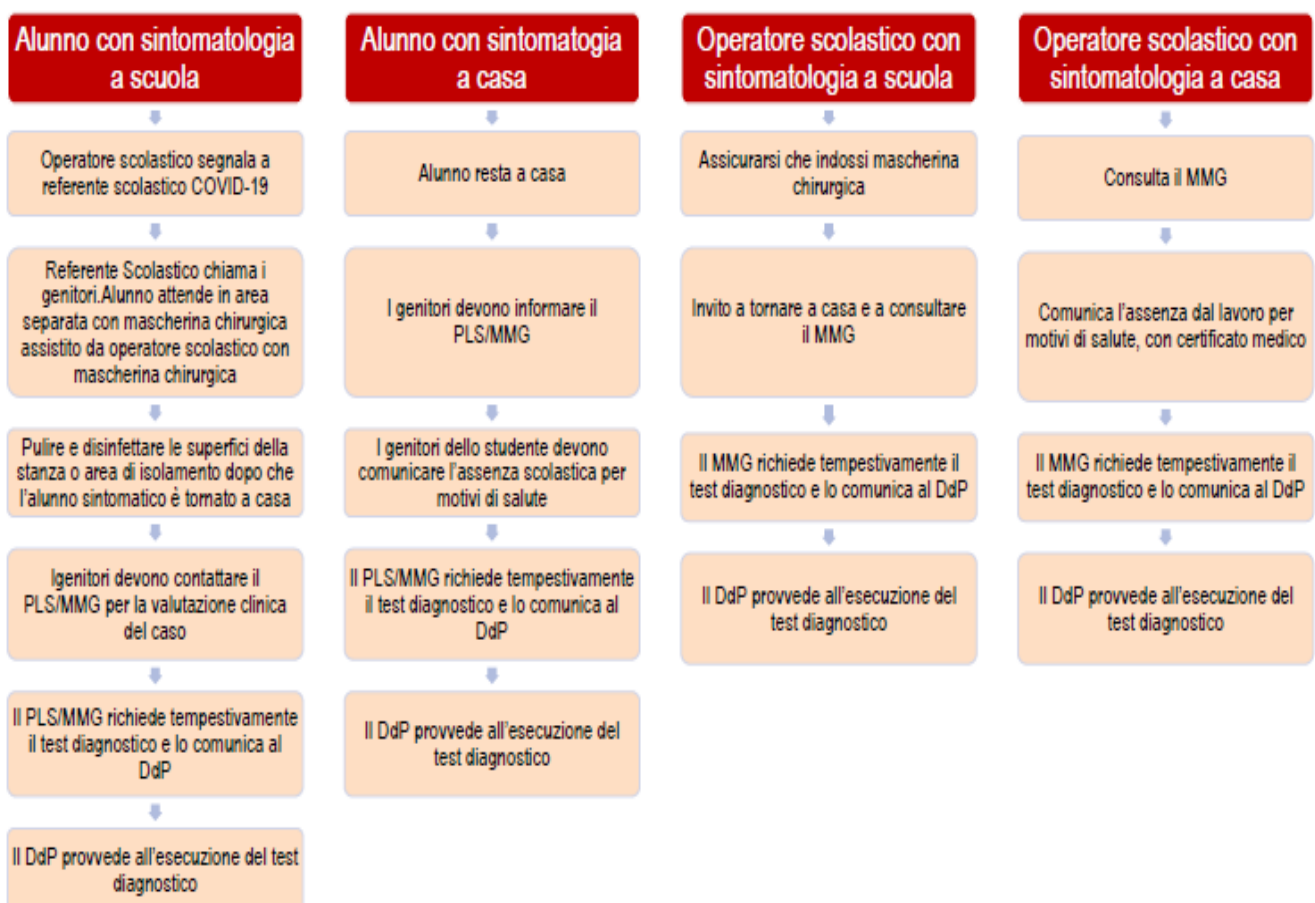 Alunno con sintomatologia
a scuola
Operatore scolastico segnala a
referente scolastico COVID-19
Referente Scolastico chiama i
genitori.Alunno attende in area
separata con mascherina chirurgica
assistito da operatore scolastico con
mascherina chirurgica
Pulire e disinfettare le superfici della
stanza o area di isolamento dopo che
l'alunno sintomatico è tornato a casa
Igenitori devono contattare il
PLS/MMG per la valutazione clinica
del caso
Il PLS/MMG richiede tempestivamente
il test diagnostico e lo comunica al
DdP
Il DdP provvede all'esecuzione del test
diagnostico
Alunno con sintomatogia
a casa
Alunno resta a casa
I genitori devono informare il
PLS/MMG
I genitori dello studente devono
comunicare l'assenza scolastica per
motivi di salute
Il PLS/MMG richiede tempestivamente
il test diagnostico e lo comunica al
DdP
Il DdP provvede all'esecuzione del
test diagnostico
Operatore scolastico con
sintomatologia a scuola
Assicurarsi che indossi mascherina
chirurgica
Invito a tornare a casa e a consultare
il MMG
Il MMG richiede tempestivamente il
test diagnostico e lo comunica al DdP
Il DdP provvede all'esecuzione del
test diagnostico
Operatore scolastico con
sintomatologia a casa
Consulta il MMG
Comunica l'assenza dal lavoro per
motivi di salute, con certificato medico
Il MMG richiede tempestivamente il
test diagnostico e lo comunica al DdP
Il DdP provvede all'esecuzione del
test diagnostico